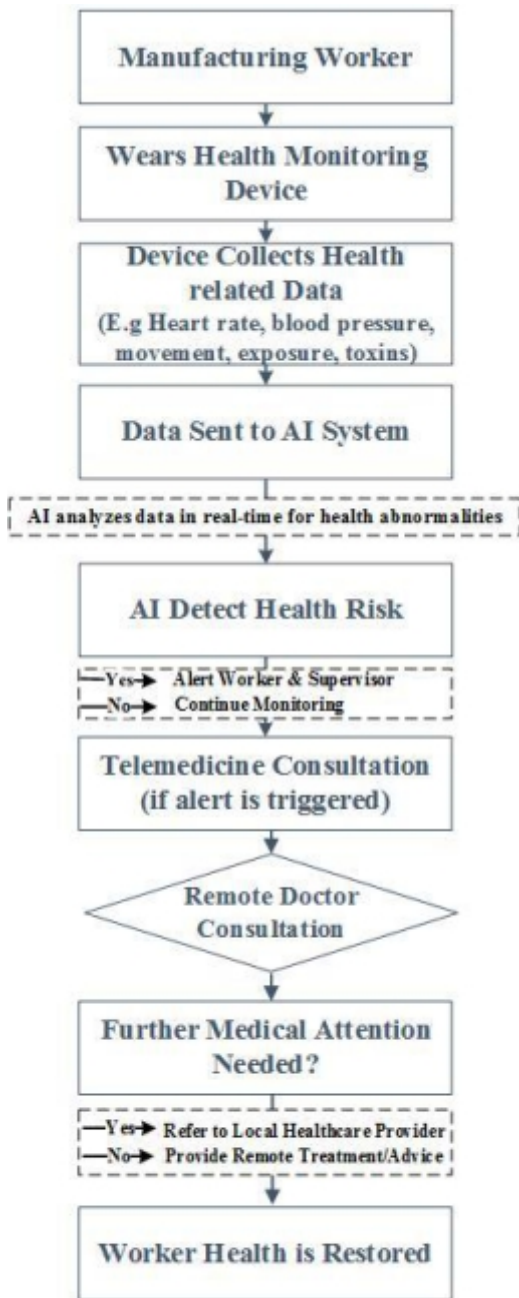 Manufacturing Worker
Wears Health Monitoring
Device
Device Collects Health
related Data
(E.g Heart rate, blood pressure,
movement, exposure, toxins)
Data Sent to AI System
AI analyzes data in real-time for health abnormalities
AI Detect Health Risk
Yes Alert Worker & Supervisor
No Continue Monitoring
Telemedicine Consultation
(if alert is triggered)
Remote Doctor
Consultation
Further Medical Attention
Needed?
Yes Refer to Local Healthcare Provider
No Provide Remote Treatment/Advice
Worker Health is Restored